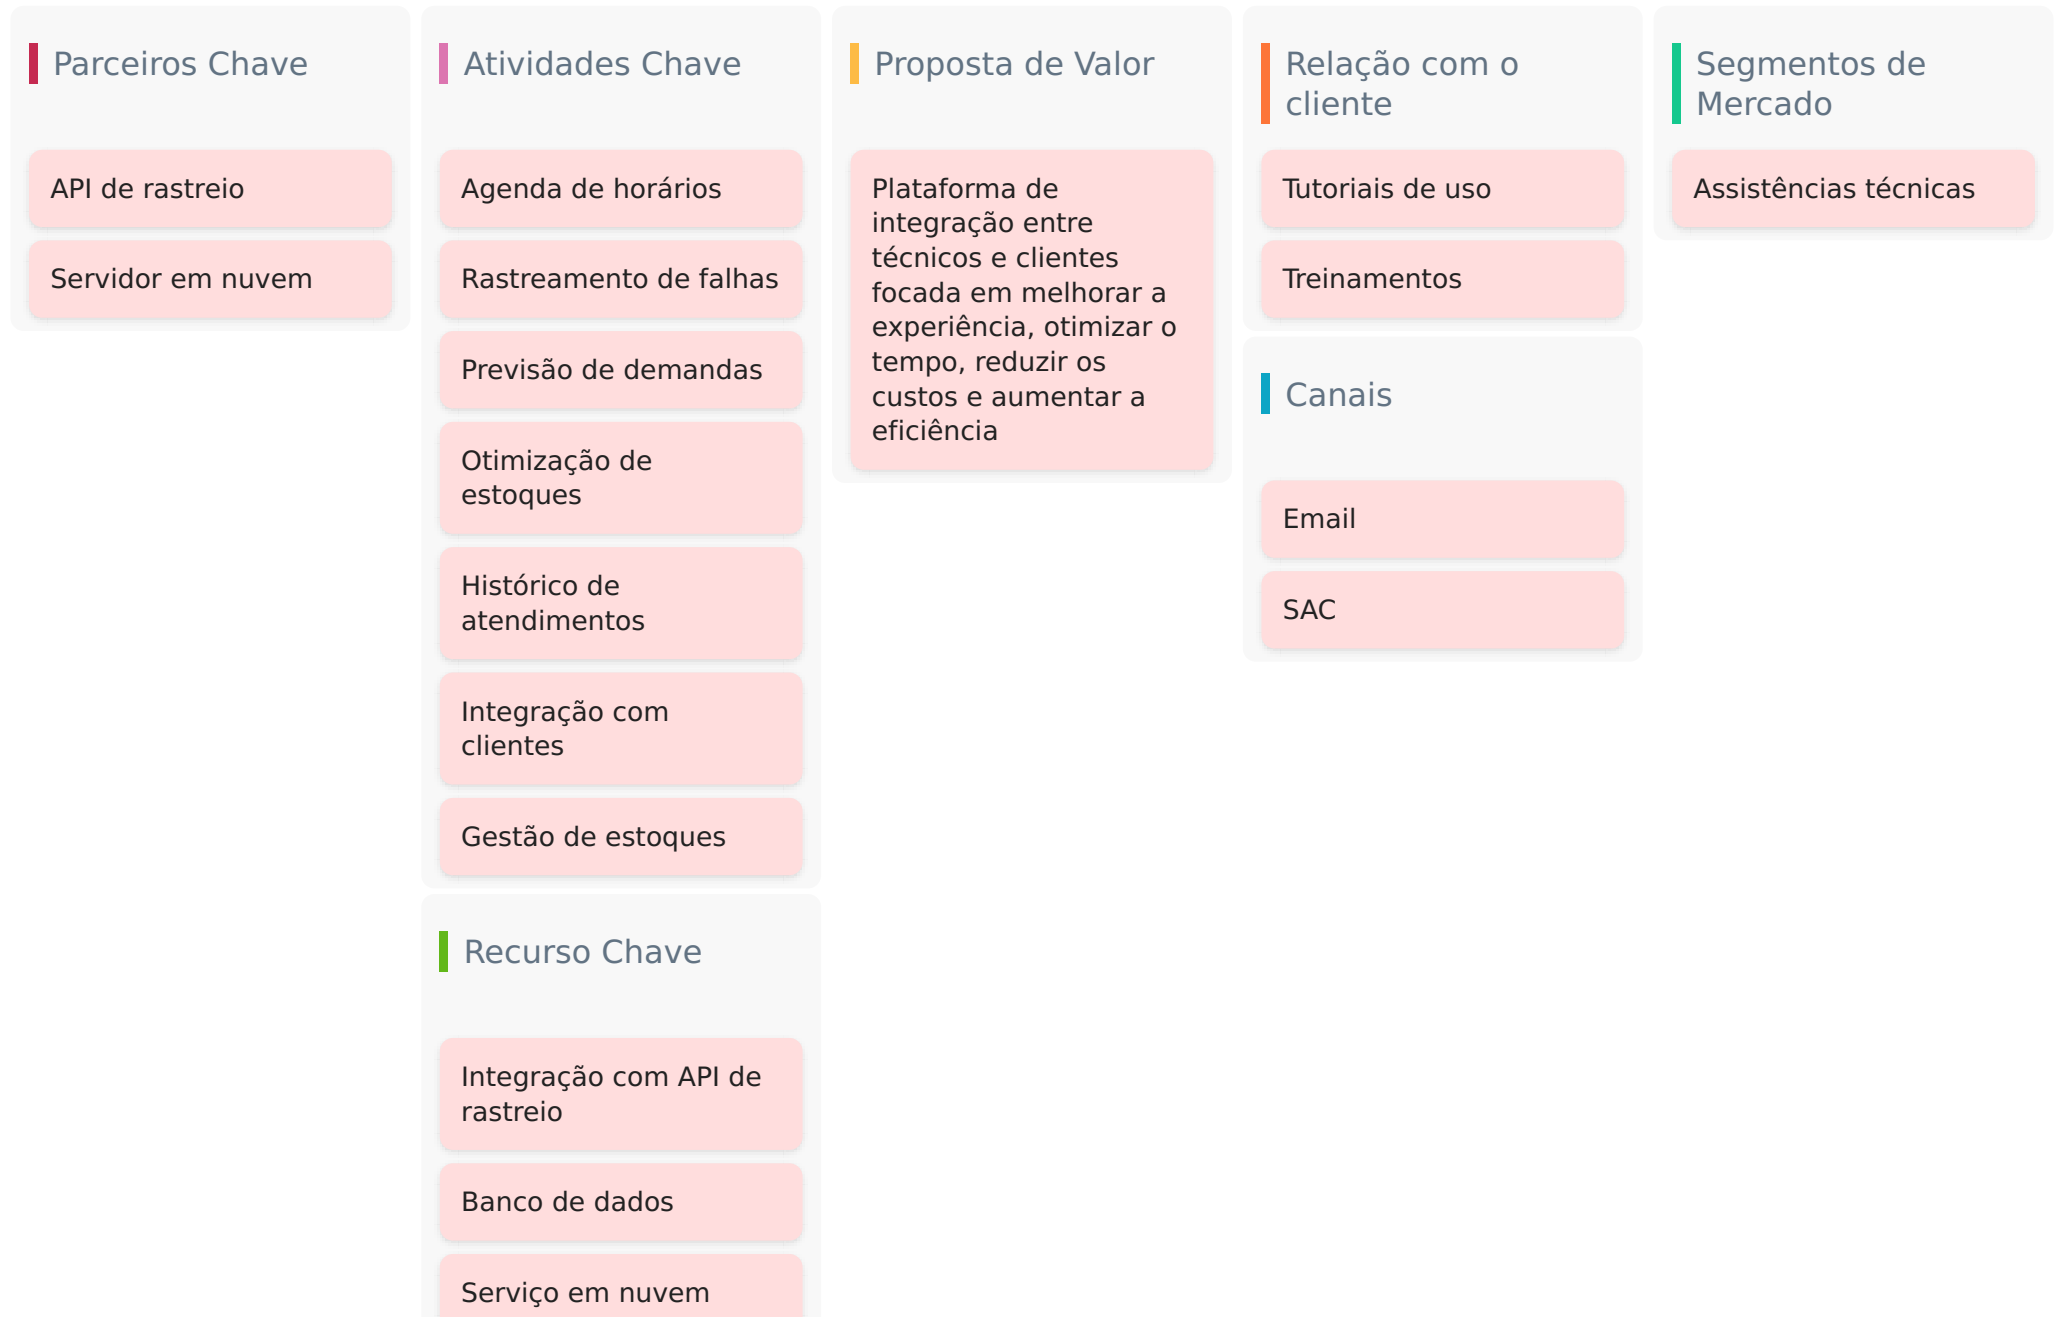 Parceiros Chave
API de rastreio
Servidor em nuvem
Atividades Chave
Agenda de horários
Rastreamento de falhas
Previsão de demandas
Otimização de
estoques
Histórico de
atendimentos
Integração com
clientes
Gestão de estoques
Recurso Chave
Integração com API de
rastreio
Banco de dados
Serviço em nuvem
Proposta de Valor
Plataforma de
integração entre
técnicos e clientes
focada em melhorar a
experiência, otimizar o
tempo, reduzir os
custos e aumentar a
eficiência
Relação com o
cliente
Tutoriais de uso
Treinamentos
Canais
Email
SAC
Segmentos de
Mercado
Assistências técnicas